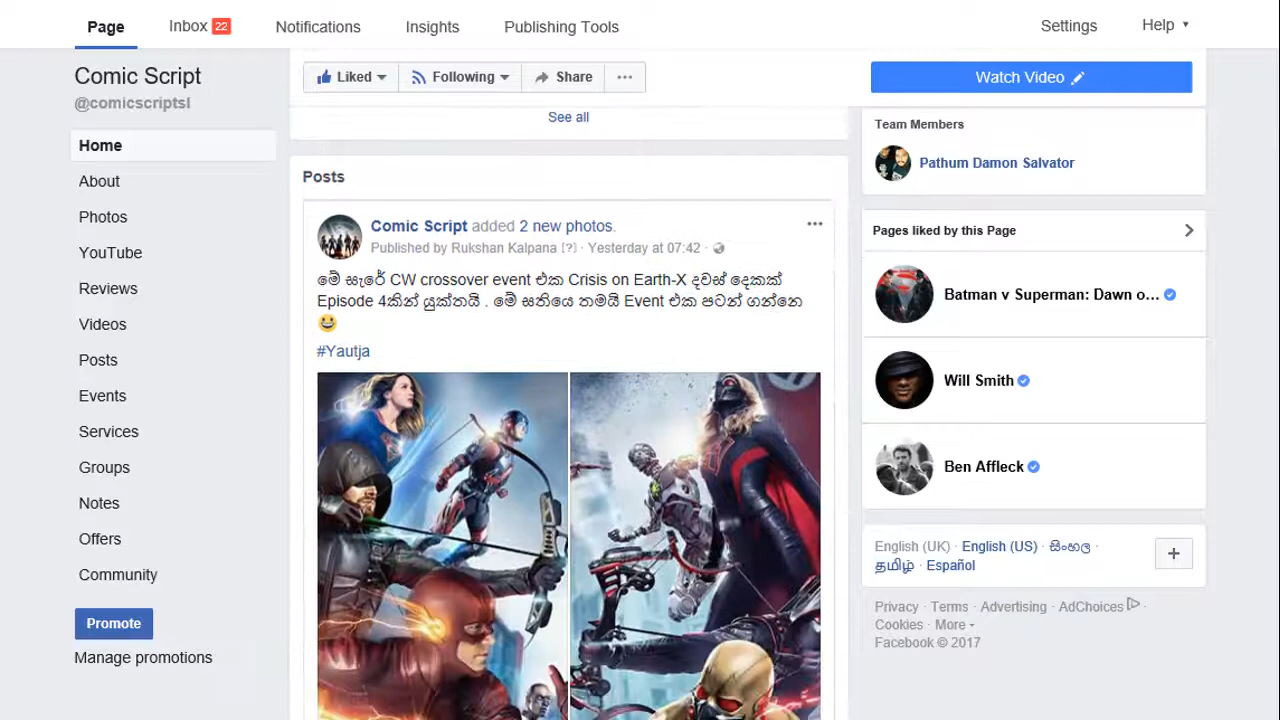 Page
Inbox 22
Notifications
Insights
Publishing Tools
Settings
Help
Comic Script
@comicscriptsl
Home
About
Photos
YouTube
Reviews
Videos
Posts
Events
Services
Groups
Notes
Offers
Community
Promote
Manage promotions
Liked
Following
Share
Watch Video
See all
Posts
Comic Script added 2 new photos.
Published by Rukshan Kalpana [?] · Yesterday at 07:42 ·
මේ සැරේ CW crossover event එක Crisis on Earth-X දවස් දෙකක්
Episode 4කින් යුක්තයි . මේ සතියෙ තමයි Event එක පටන් ගන්නෙ
😀
#Yautja
Team Members
Pathum Damon Salvator
Pages liked by this Page
Batman v Superman: Dawn o...
Will Smith
Ben Affleck
English (UK) · English (US) · සිංහල ·
தமிழ் · Español
Privacy · Terms · Advertising · AdChoices ·
Cookies · More
Facebook © 2017